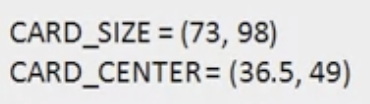 CARD_SIZE = (73, 98)
CARD_CENTER= (36.5, 49)